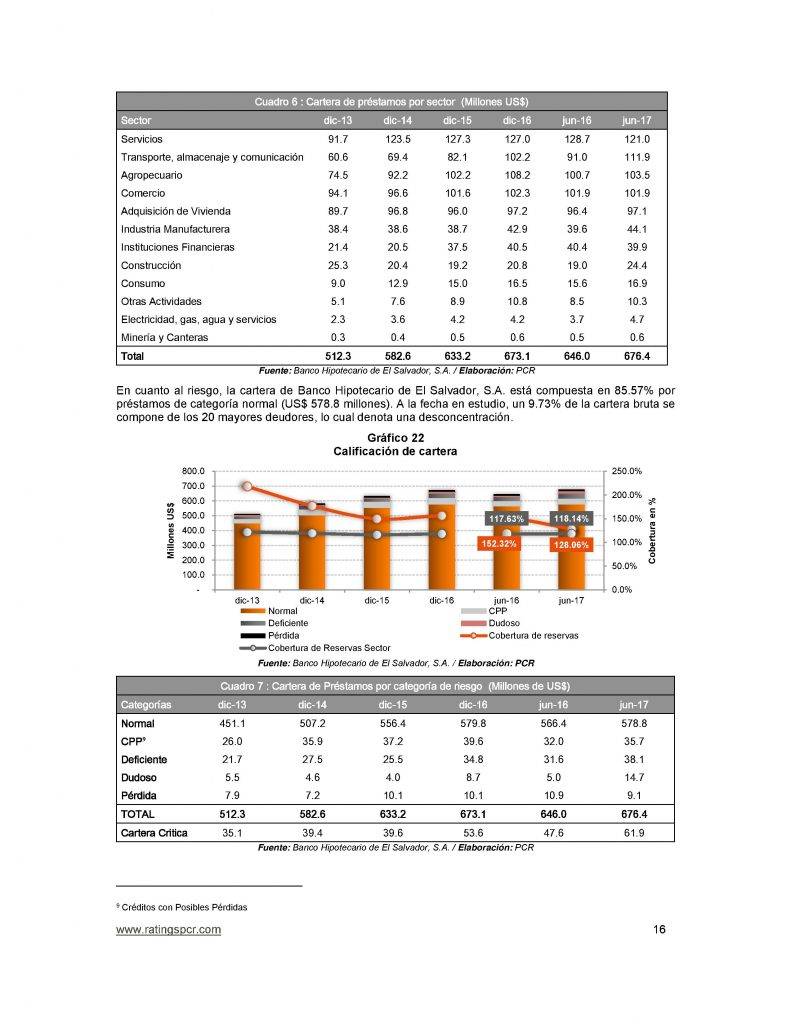 Cuadro 6 : Cartera de préstamos por sector (Millones US$)
Sector dic-13 dic-14 dic-15 dic-16 jun-16 jun-17
Servicios 91.7 123.5 127.3 127.0 128.7 121.0
Transporte, almacenaje y comunicación 60.6 69.4 82.1 102.2 91.0 111.9
Agropecuario 74.5 92.2 102.2 108.2 100.7 103.5
Comercio 94.1 96.6 101.6 102.3 101.9 101.9
Adquisición de Vivienda 89.7 96.8 96.0 97.2 96.4 97.1
Industria Manufacturera 38.4 38.6 38.7 42.9 39.6 44.1
Instituciones Financieras 21.4 20.5 37.5 40.5 40.4 39.9
Construcción 25.3 20.4 19.2 20.8 19.0 24.4
Consumo 9.0 12.9 15.0 16.5 15.6 16.9
Otras Actividades 5.1 7.6 8.9 10.8 8.5 10.3
Electricidad, gas, agua y servicios 2.3 3.6 4.2 4.2 3.7 4.7
Minería y Canteras 0.3 0.4 0.5 0.6 0.5 0.6
Total 512.3 582.6 633.2 673.1 646.0 676.4
Fuente: Banco Hipotecario de El Salvador, S.A. / Elaboración: PCR
En cuanto al riesgo, la cartera de Banco Hipotecario de El Salvador, S.A. está compuesta en 85.57% por
préstamos de categoría normal (US$ 578.8 millones). A la fecha en estudio, un 9.73% de la cartera bruta se
compone de los 20 mayores deudores, lo cual denota una desconcentración.
Gráfico 22
Calificación de cartera
800.0 250.0%
700.0
600.0 200.0%
500.0 117.63% 118.14% 150.0%
400.0
300.0 152.32% 128.06% 100.0%
200.0 50.0%
100.0
- 0.0%
Millones US$
Cobertura en %
dic-13 dic-14 dic-15 dic-16 jun-16 jun-17
Normal CPP
Deficiente Dudoso
Pérdida Cobertura de reservas
Cobertura de Reservas Sector
Fuente: Banco Hipotecario de El Salvador, S.A. / Elaboración: PCR
Cuadro 7 : Cartera de Préstamos por categoría de riesgo (Millones de US$)
Categorías dic-13 dic-14 dic-15 dic-16 jun-16 jun-17
Normal 451.1 507.2 556.4 579.8 566.4 578.8
CPP⁹ 26.0 35.9 37.2 39.6 32.0 35.7
Deficiente 21.7 27.5 25.5 34.8 31.6 38.1
Dudoso 5.5 4.6 4.0 8.7 5.0 14.7
Pérdida 7.9 7.2 10.1 10.1 10.9 9.1
TOTAL 512.3 582.6 633.2 673.1 646.0 676.4
Cartera Critica 35.1 39.4 39.6 53.6 47.6 61.9
Fuente: Banco Hipotecario de El Salvador, S.A. / Elaboración: PCR
⁹ Créditos con Posibles Pérdidas
www.ratingspcr.com 16